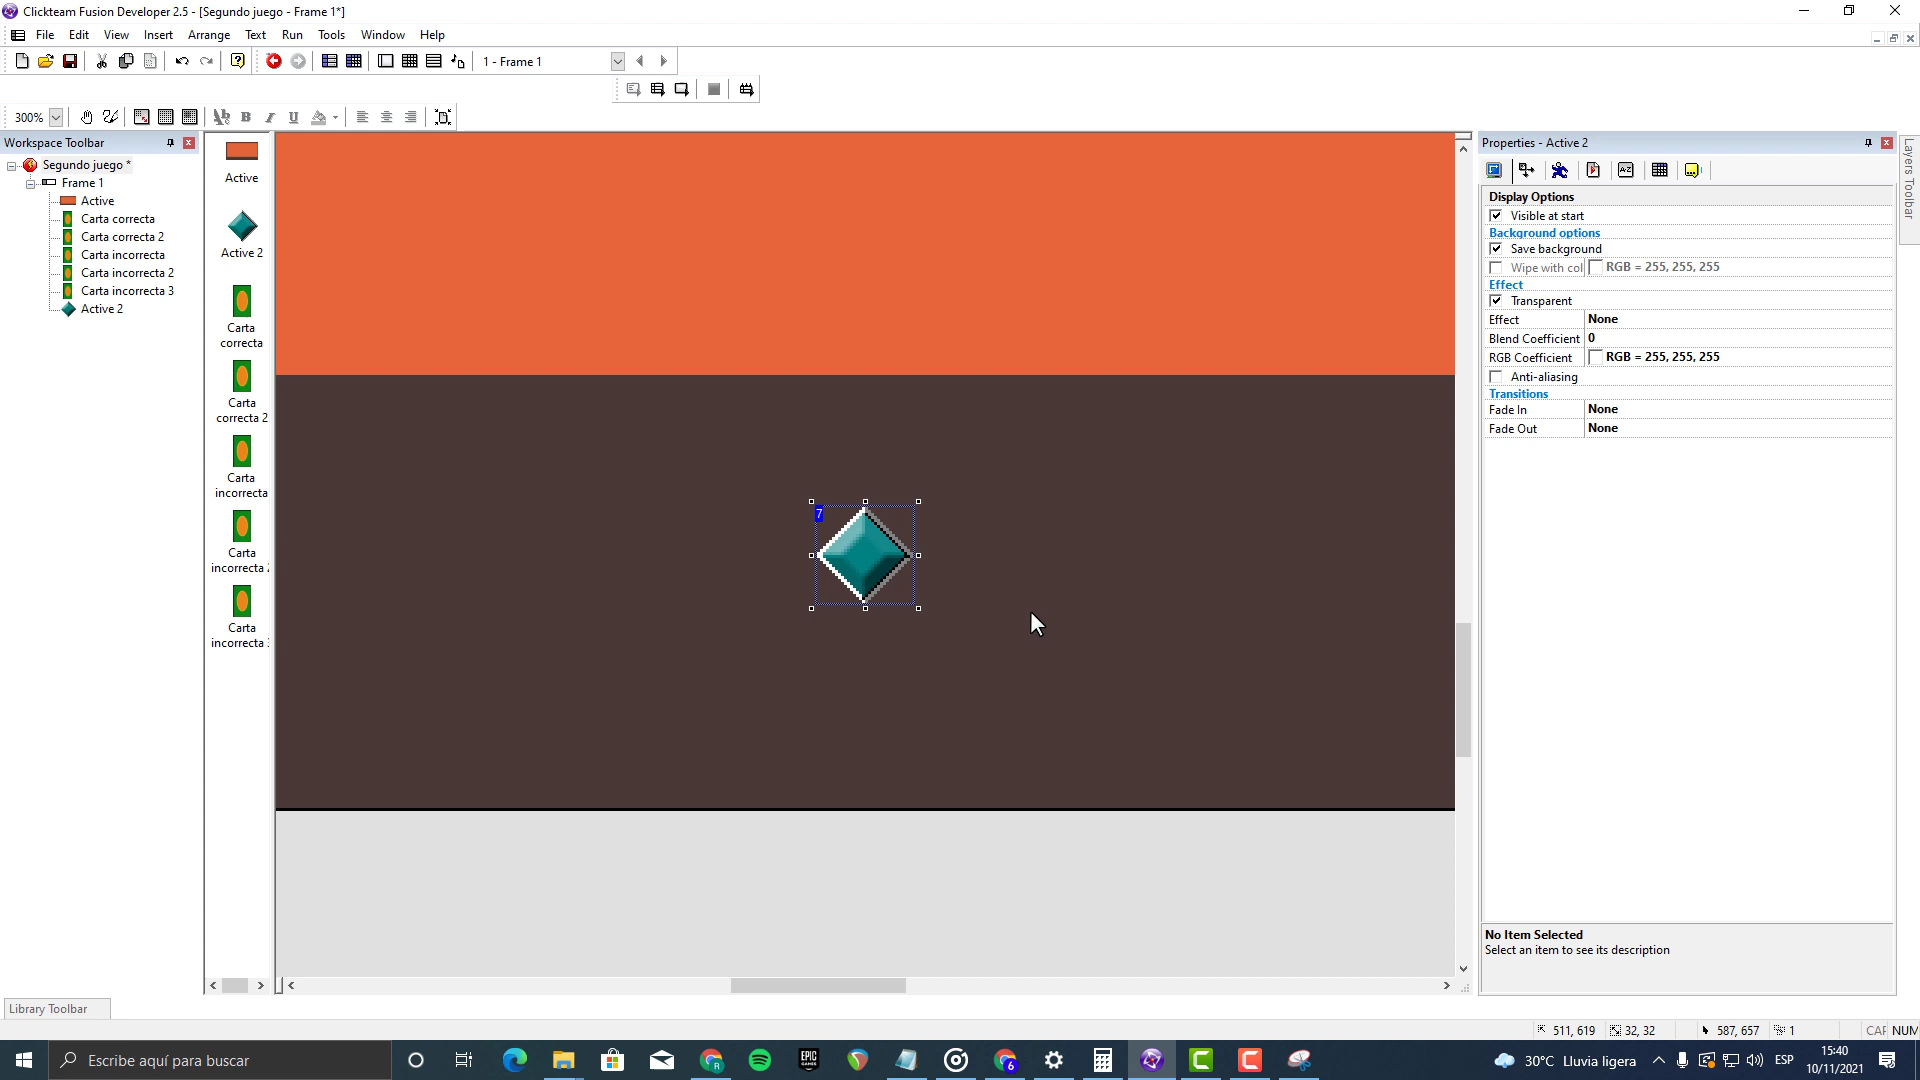 Clickteam Fusion Developer 2.5 - [Segundo juego - Frame 1*]
File Edit View Insert Arrange Text Run Tools Window Help
1 - Frame 1
300%
Workspace Toolbar
Segundo juego *
Frame 1
Active
Carta correcta
Carta correcta 2
Carta incorrecta
Carta incorrecta 2
Carta incorrecta 3
Active 2
Active
Active 2
Carta
correcta
Carta
correcta 2
Carta
incorrecta
Carta
incorrecta
Carta
incorrecta
7
Properties - Active 2
Display Options
Visible at start
Background options
Save background
Wipe with col RGB = 255, 255, 255
Effect
Transparent
Effect None
Blend Coefficient 0
RGB Coefficient RGB = 255, 255, 255
Anti-aliasing
Transitions
Fade In None
Fade Out None
No Item Selected
Select an item to see its description
Layers Toolbar
Library Toolbar
511, 619 32, 32 587, 657 1 CAF NUM
Escribe aquí para buscar
6
30°C Lluvia ligera
ESP
15:40
10/11/2021